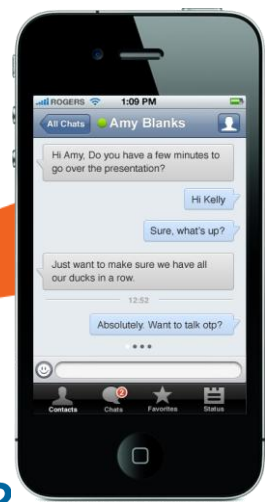 ROGERS 1:09 PM
All Chats Amy Blanks
Hi Amy, Do you have a few minutes to
go over the presentation?
Hi Kelly
Sure, what's up?
Just want to make sure we have all
our ducks in a row.
12:52
Absolutely. Want to talk otp?
2
Contacts Chats Favorites Status